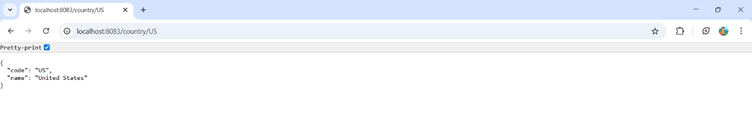 localhost:8083/country/US
localhost:8083/country/US
Pretty-print
{
"code": "US",
"name": "United States"
}